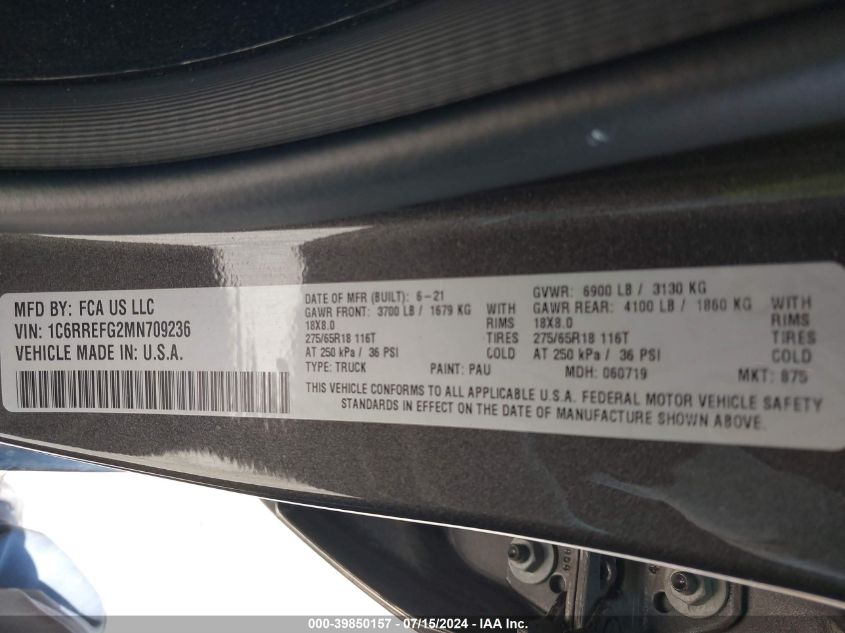 MFD BY: FCA US LLC
VIN: 1C6RREFG2MN709236
VEHICLE MADE IN: U.S.A.
DATE OF MFR (BUILT): 6-21
GVWR: 6900 LB / 3130 KG
GAWR FRONT: 3700 LB / 1679 KG WITH
GAWR REAR: 4100 LB / 1860 KG WITH
18X8.0 RIMS
18X8.0 RIMS
275/65R18 116T TIRES
275/65R18 116T TIRES
AT 250 kPa / 36 PSI COLD
AT 250 kPa / 36 PSI COLD
TYPE: TRUCK PAINT: PAU MDH: 060719 MKT: 875
THIS VEHICLE CONFORMS TO ALL APPLICABLE U.S.A. FEDERAL MOTOR VEHICLE SAFETY
STANDARDS IN EFFECT ON THE DATE OF MANUFACTURE SHOWN ABOVE.
000-39850157 - 07/15/2024 - IAA Inc.